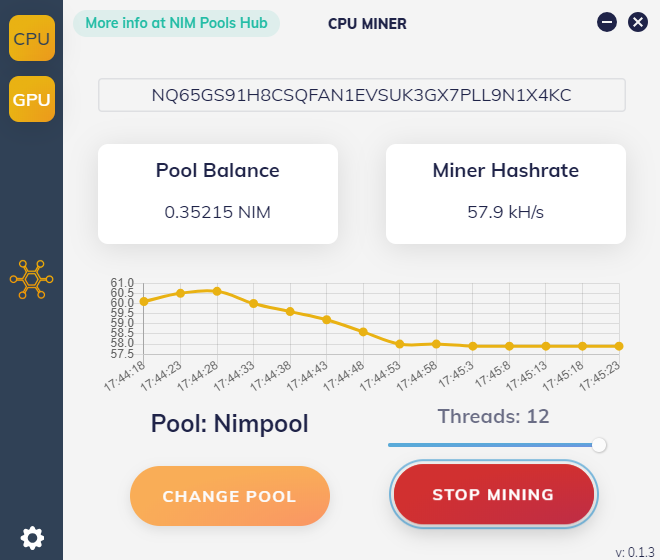 CPU
GPU
More info at NIM Pools Hub
CPU MINER
NQ65GS91H8CSQFAN1EVSUK3GX7PLL9N1X4KC
Pool Balance
0.35215 NIM
Miner Hashrate
57.9 kH/s
61.0
60.5
60.0
59.5
59.0
58.5
58.0
57.5
17:44:18
17:44:23
17:44:28
17:44:33
17:44:38
17:44:43
17:44:48
17:44:53
17:44:58
17:45:3
17:45:8
17:45:13
17:45:18
17:45:23
Pool: Nimpool
Threads: 12
CHANGE POOL
STOP MINING
v: 0.1.3